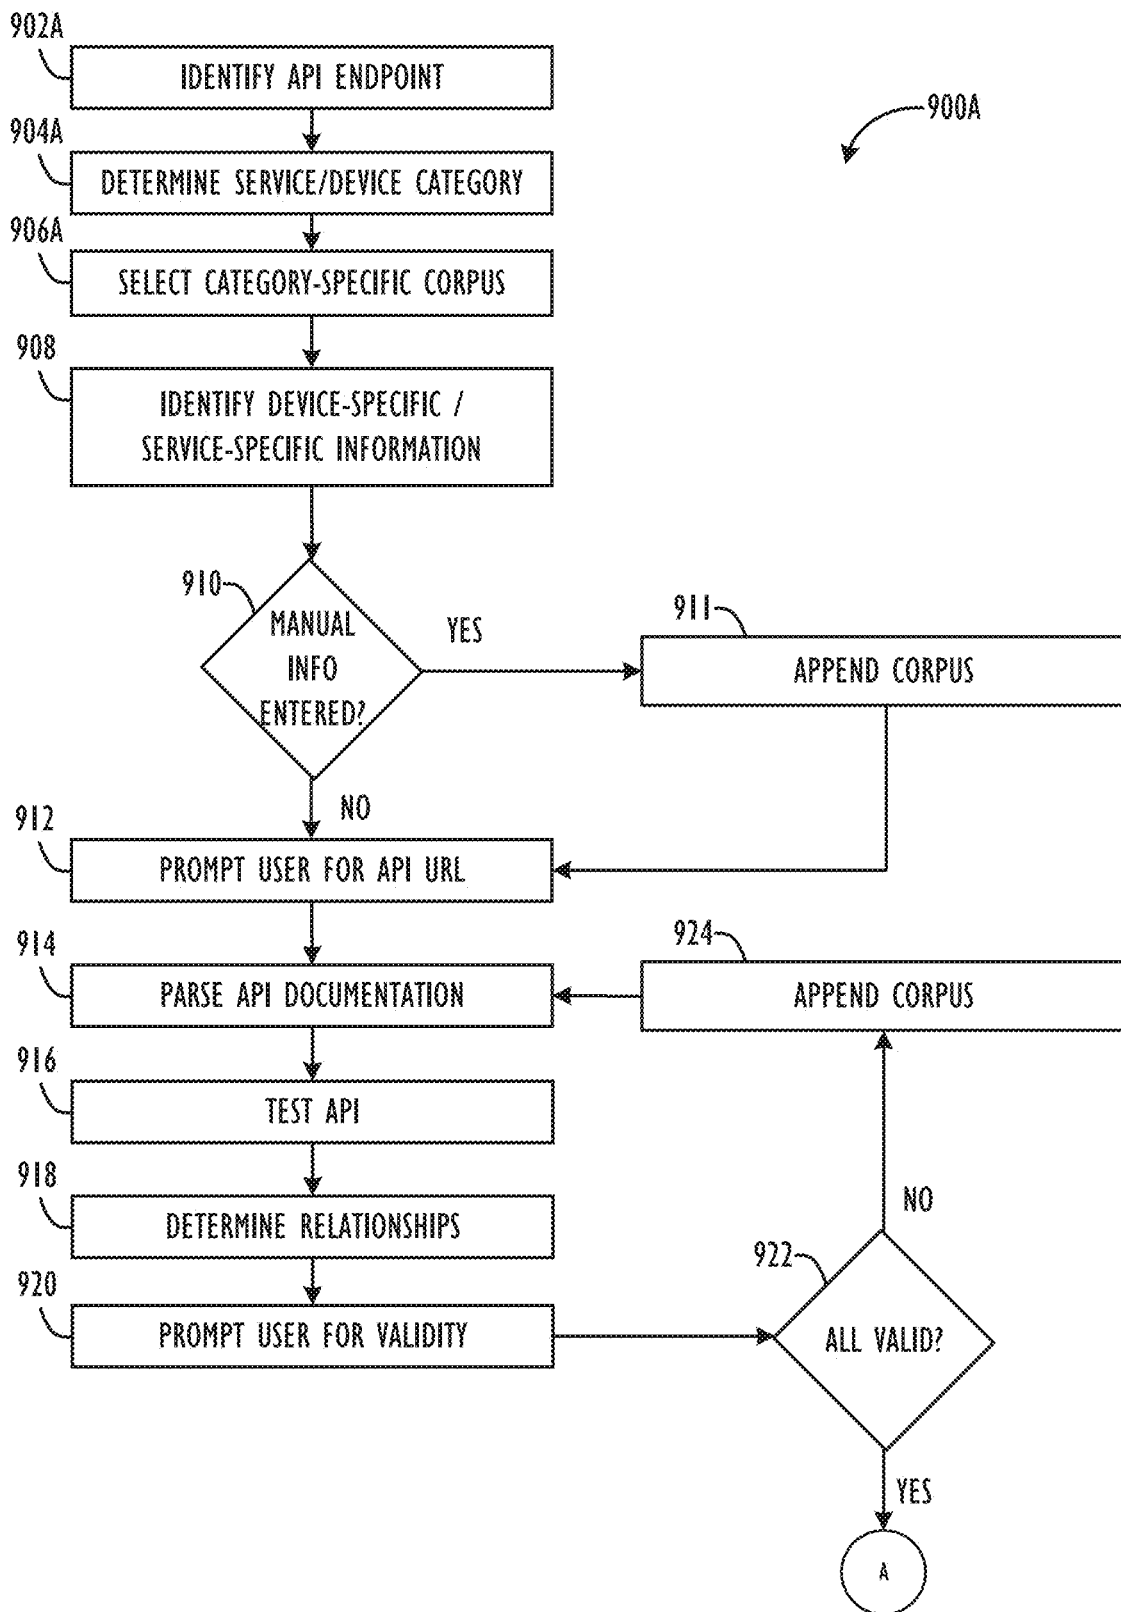 902A
IDENTIFY API ENDPOINT
900A
904A
DETERMINE SERVICE/DEVICE CATEGORY
906A
SELECT CATEGORY-SPECIFIC CORPUS
908
IDENTIFY DEVICE-SPECIFIC /
SERVICE-SPECIFIC INFORMATION
910
MANUAL
INFO
ENTERED?
YES
911
APPEND CORPUS
NO
912
PROMPT USER FOR API URL
914
PARSE API DOCUMENTATION
924
APPEND CORPUS
916
TEST API
918
DETERMINE RELATIONSHIPS
NO
920
PROMPT USER FOR VALIDITY
922
ALL VALID?
YES
A